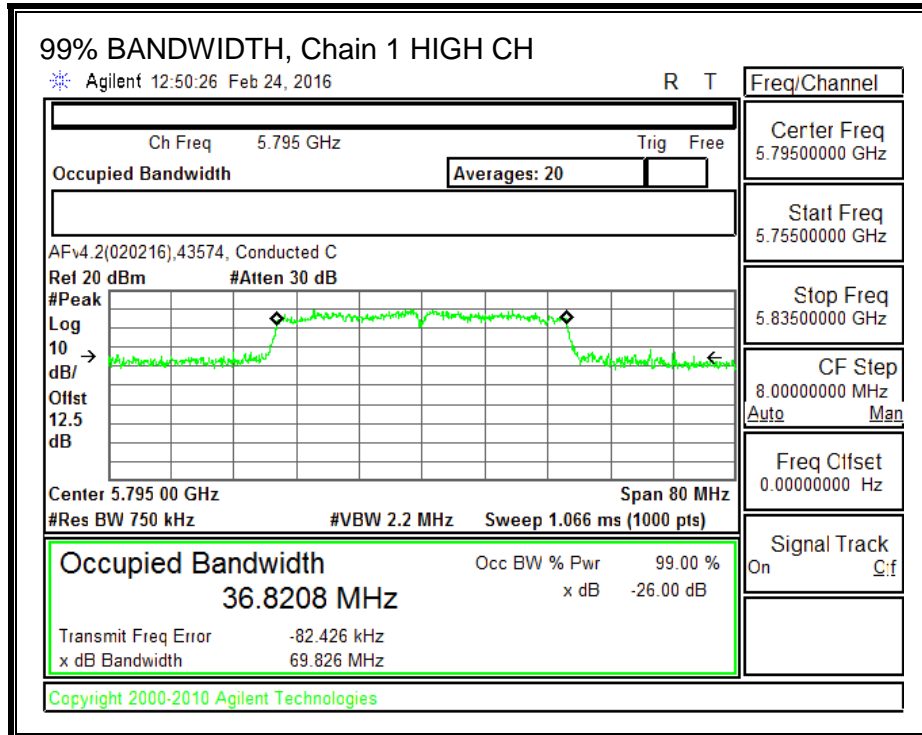 99% BANDWIDTH, Chain 1 HIGH CH
Agilent 12:50:26 Feb 24, 2016 R T
Freq/Channel
Ch Freq 5.795 GHz Trig Free
Occupied Bandwidth Averages: 20
AFv4.2(020216),43574, Conducted C
Ref 20 dBm #Atten 30 dB
#Peak
Log
10
dB/
Offst
12.5
dB
Center 5.795 00 GHz Span 80 MHz
#Res BW 750 kHz #VBW 2.2 MHz Sweep 1.066 ms (1000 pts)
Occupied Bandwidth Occ BW % Pwr 99.00 %
36.8208 MHz x dB -26.00 dB
Transmit Freq Error -82.426 kHz
x dB Bandwidth 69.826 MHz
Copyright 2000-2010 Agilent Technologies
Center Freq
5.79500000 GHz
Start Freq
5.75500000 GHz
Stop Freq
5.83500000 GHz
CF Step
8.00000000 MHz
Auto Man
Freq Offset
0.00000000 Hz
Signal Track
On Off